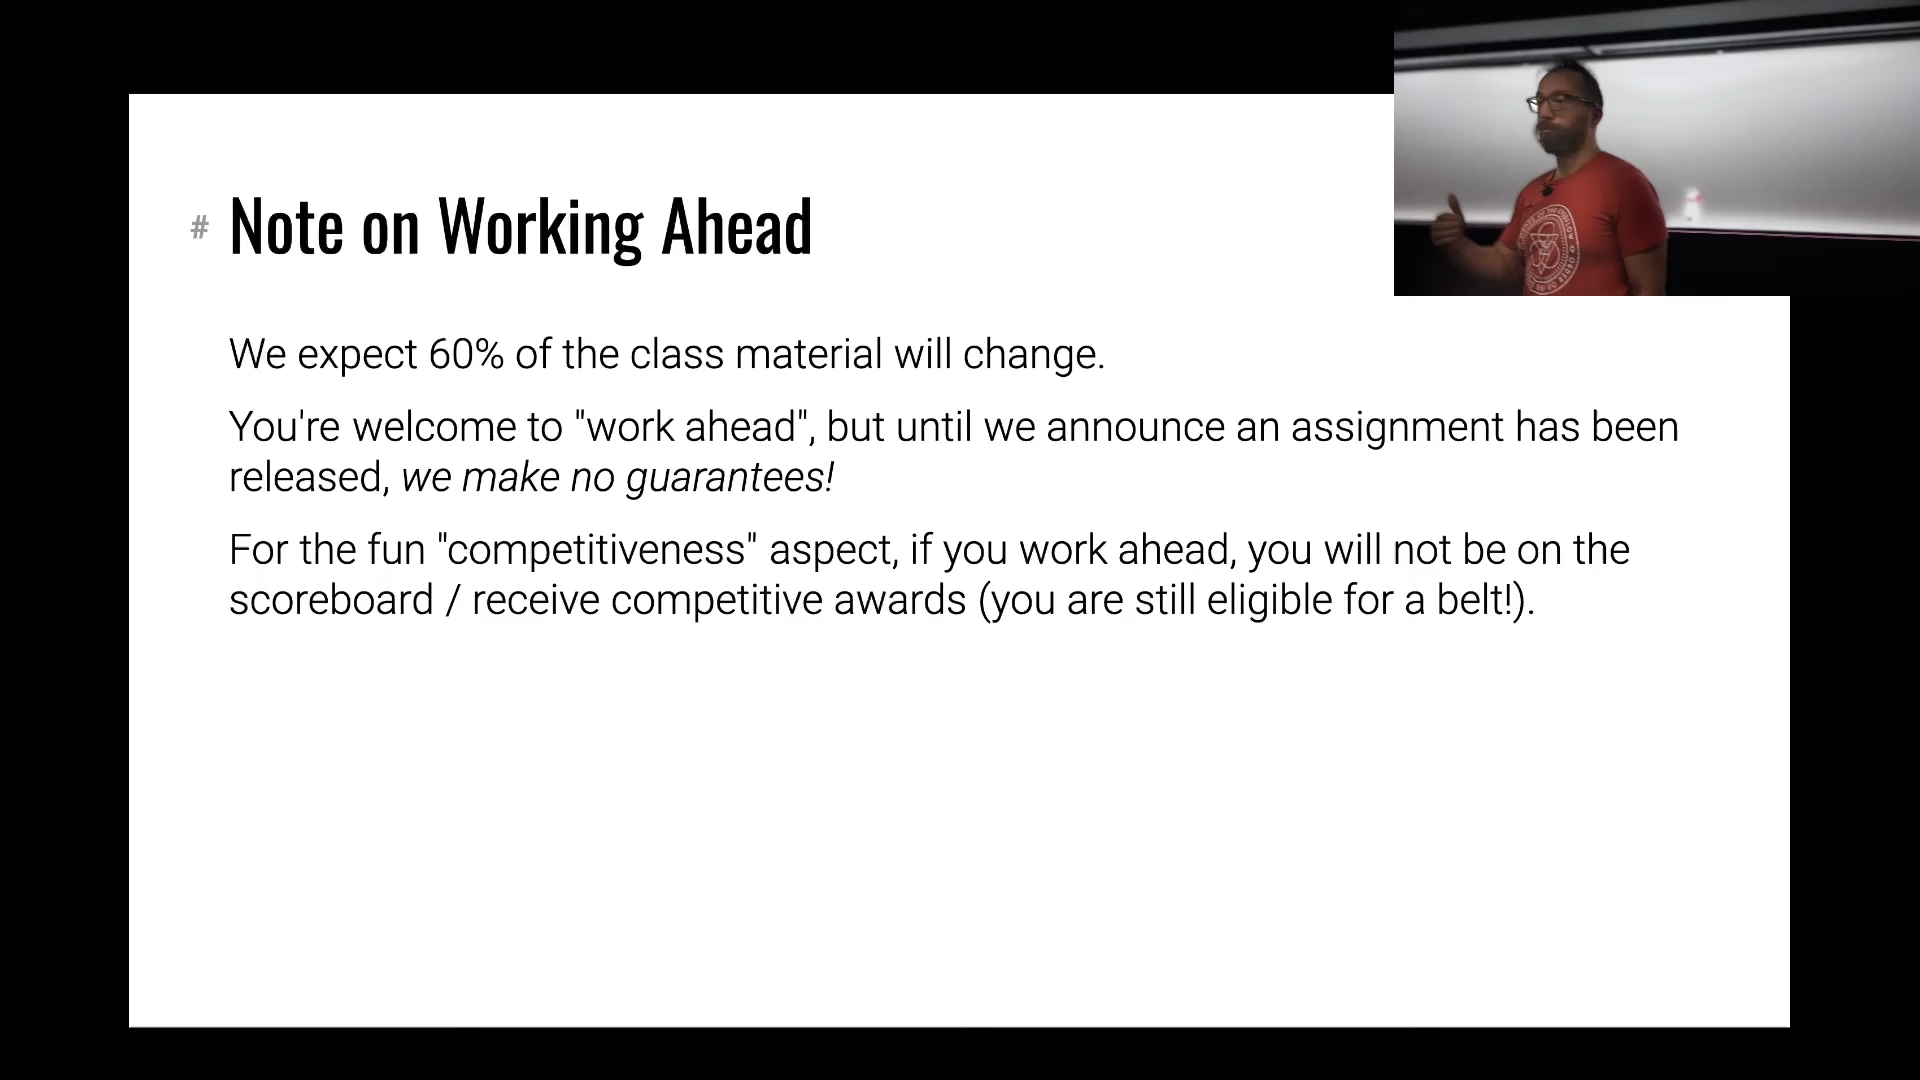 # Note on Working Ahead
We expect 60% of the class material will change.
You're welcome to "work ahead", but until we announce an assignment has been
released, we make no guarantees!
For the fun "competitiveness" aspect, if you work ahead, you will not be on the
scoreboard / receive competitive awards (you are still eligible for a belt!).